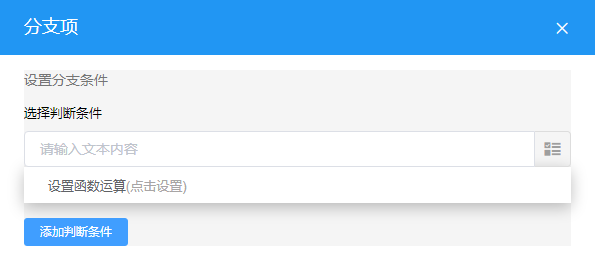 分支项
设置分支条件
选择判断条件
请输入文本内容
设置函数运算(点击设置)
添加判断条件